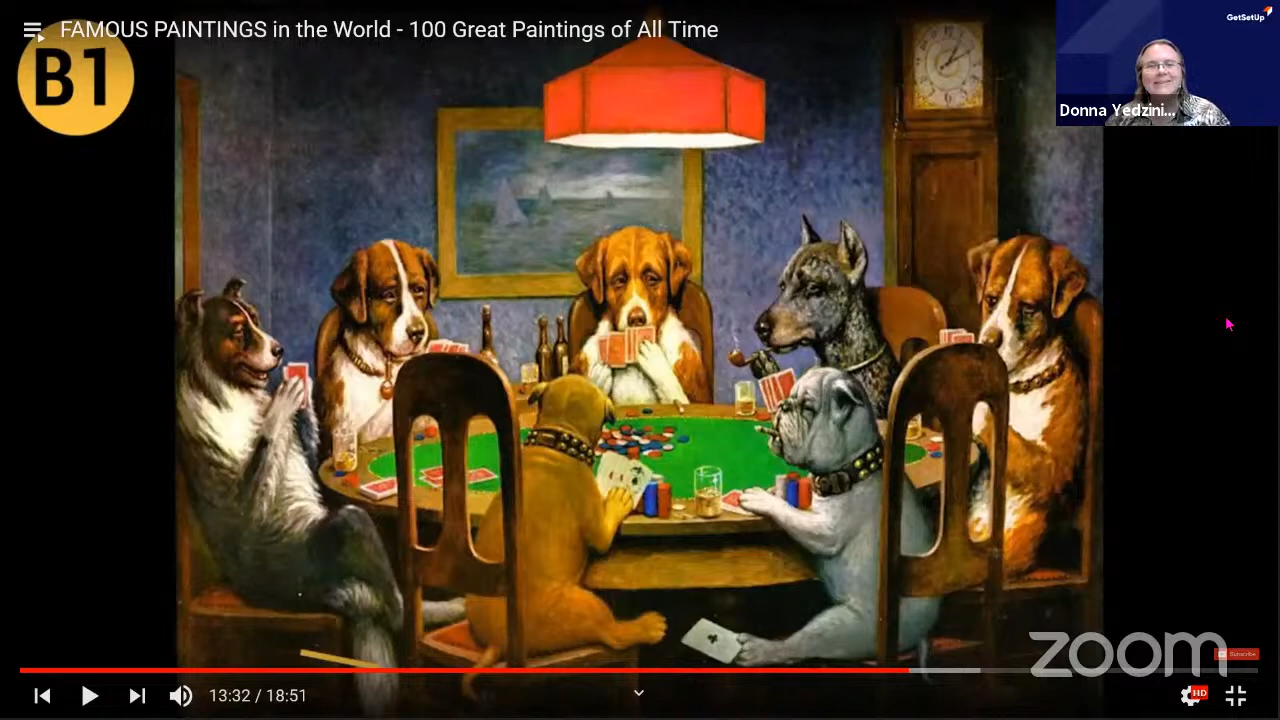 FAMOUS PAINTINGS in the World - 100 Great Paintings of All Time
GetSetUp
B1
Donna Yedzini...
zoom
Subscribe
13:32 / 18:51
HD